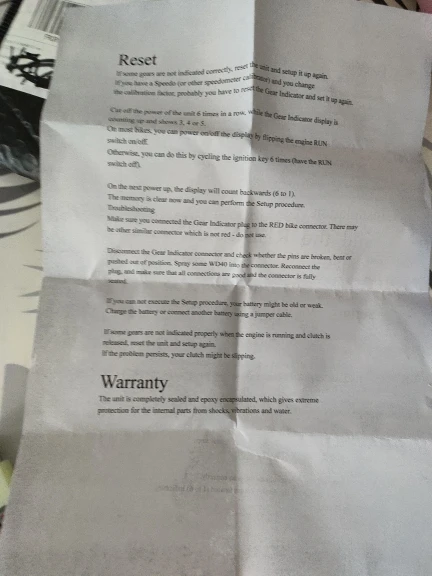 Reset
If some gears are not indicated correctly, reset the unit and setup it up again.
If you have a Speedo (or other speedometer calibrator) and you change
the calibration factor, probably you have to reset the Gear Indicator and set it up again.
Cut off the power of the unit 6 times in a row, while the Gear Indicator display is
counting up and shows 3, 4 or 5.
On most bikes, you can power on/off the display by flipping the engine RUN
switch on/off.
Otherwise, you can do this by cycling the ignition key 6 times (have the RUN
switch off).
On the next power up, the display will count backwards (6 to 1).
The memory is clear now and you can perform the Setup procedure.
Troubleshooting
Make sure you connected the Gear Indicator plug to the RED bike connector. There may
be other similar connector which is not red - do not use.
Disconnect the Gear Indicator connector and check whether the pins are broken, bent or
pushed out of position. Spray some WD40 into the connector. Reconnect the
plug, and make sure that all connections are good and the connector is fully
seated.
If you can not execute the Setup procedure, your battery might be old or weak.
Charge the battery or connect another battery using a jumper cable.
If some gears are not indicated properly when the engine is running and clutch is
released, reset the unit and setup again.
If the problem persists, your clutch might be slipping.
Warranty
The unit is completely sealed and epoxy encapsulated, which gives extreme
protection for the internal parts from shocks, vibrations and water.